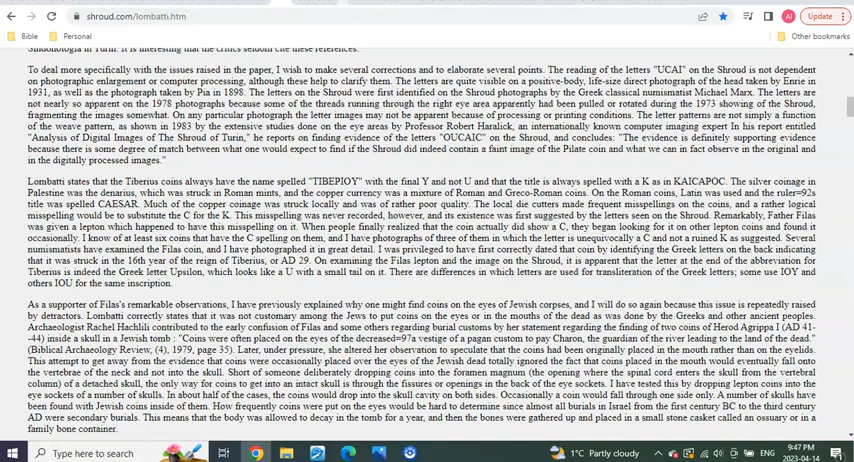 shroud.com/lombatti.htm
AI
Update
Bible
Personal
Other bookmarks
Sindonologia in Turin. It is interesting that the critics seldom cite these references.
To deal more specifically with the issues raised in the paper, I wish to make several corrections and to elaborate several points. The reading of the letters "UCAI" on the Shroud is not dependent
on photographic enlargement or computer processing, although these help to clarify them. The letters are quite visible on a positive-body, life-size direct photograph of the head taken by Enrie in
1931, as well as the photograph taken by Pia in 1898. The letters on the Shroud were first identified on the Shroud photographs by the Greek classical numismatist Michael Marx. The letters are
not nearly so apparent on the 1978 photographs because some of the threads running through the right eye area apparently had been pulled or rotated during the 1973 showing of the Shroud,
fragmenting the images somewhat. On any particular photograph the letter images may not be apparent because of processing or printing conditions. The letter patterns are not simply a function
of the weave pattern, as shown in 1983 by the extensive studies done on the eye areas by Professor Robert Haralick, an internationally known computer imaging expert In his report entitled
"Analysis of Digital Images of The Shroud of Turin," he reports on finding evidence of the letters "OUCAIC" on the Shroud, and concludes: "The evidence is definitely supporting evidence
because there is some degree of match between what one would expect to find if the Shroud did indeed contain a faint image of the Pilate coin and what we can in fact observe in the original and
in the digitally processed images."
Lombatti states that the Tiberius coins always have the name spelled "TIBEPIOY" with the final Y and not U and that the title is always spelled with a K as in KAICAPOC. The silver coinage in
Palestine was the denarius, which was struck in Roman mints, and the copper currency was a mixture of Roman and Greco-Roman coins. On the Roman coins, Latin was used and the ruler=92s
title was spelled CAESAR. Much of the copper coinage was struck locally and was of rather poor quality. The local die cutters made frequent misspellings on the coins, and a rather logical
misspelling would be to substitute the C for the K. This misspelling was never recorded, however, and its existence was first suggested by the letters seen on the Shroud. Remarkably, Father Filas
was given a lepton which happened to have this misspelling on it. When people finally realized that the coin actually did show a C, they began looking for it on other lepton coins and found it
occasionally. I know of at least six coins that have the C spelling on them, and I have photographs of three of them in which the letter is unequivocally a C and not a ruined K as suggested. Several
numismatists have examined the Filas coin, and I have photographed it in great detail. I was privileged to have first correctly dated that coin by identifying the Greek letters on the back indicating
that it was struck in the 16th year of the reign of Tiberius, or AD 29. On examining the Filas lepton and the image on the Shroud, it is apparent that the letter at the end of the abbreviation for
Tiberius is indeed the Greek letter Upsilon, which looks like a U with a small tail on it. There are differences in which letters are used for transliteration of the Greek letters; some use IOY and
others IOU for the same inscription.
As a supporter of Filas's remarkable observations, I have previously explained why one might find coins on the eyes of Jewish corpses, and I will do so again because this issue is repeatedly raised
by detractors. Lombatti correctly states that it was not customary among the Jews to put coins on the eyes or in the mouths of the dead as was done by the Greeks and other ancient peoples.
Archaeologist Rachel Hachlili contributed to the early confusion of Filas and some others regarding burial customs by her statement regarding the finding of two coins of Herod Agrippa I (AD 41-
-44) inside a skull in a Jewish tomb : "Coins were often placed on the eyes of the decreased=97a vestige of a pagan custom to pay Charon, the guardian of the river leading to the land of the dead."
(Biblical Archaeology Review, (4), 1979, page 35). Later, under pressure, she altered her observation to speculate that the coins had been originally placed in the mouth rather than on the eyelids.
This attempt to get away from the evidence that coins were occasionally placed over the eyes of the Jewish dead totally ignored the fact that coins placed in the mouth would eventually fall onto
the vertebrae of the neck and not into the skull. Short of someone deliberately dropping coins into the foramen magnum (the opening where the spinal cord enters the skull from the vertebral
column) of a detached skull, the only way for coins to get into an intact skull is through the fissures or openings in the back of the eye sockets. I have tested this by dropping lepton coins into the
eye sockets of a number of skulls. In about half of the cases, the coins would drop into the skull cavity on both sides. Occasionally a coin would fall through one side only. A number of skulls
have been found with Jewish coins inside of them. How frequently coins were put on the eyes would be hard to determine since almost all burials in Israel from the first century BC to the third century
AD were secondary burials. This means that the body was allowed to decay in the tomb for a year, and then the bones were gathered up and placed in a small stone casket called an ossuary or in a
family bone container.
Type here to search
1°C Partly cloudy
ENG
9:47 PM
2023-04-14